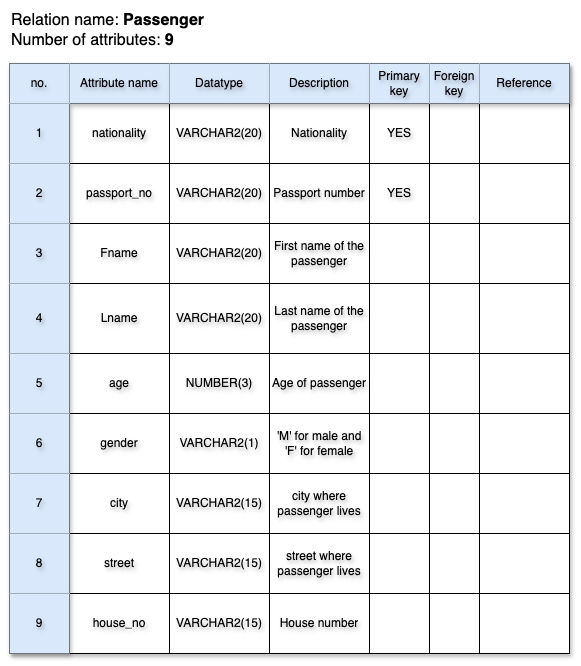 Relation name: Passenger
Number of attributes: 9
no. Attribute name Datatype Description Primary key Foreign key Reference
1 nationality VARCHAR2(20) Nationality YES
2 passport_no VARCHAR2(20) Passport number YES
3 Fname VARCHAR2(20) First name of the passenger
4 Lname VARCHAR2(20) Last name of the passenger
5 age NUMBER(3) Age of passenger
6 gender VARCHAR2(1) 'M' for male and 'F' for female
7 city VARCHAR2(15) city where passenger lives
8 street VARCHAR2(15) street where passenger lives
9 house_no VARCHAR2(15) House number